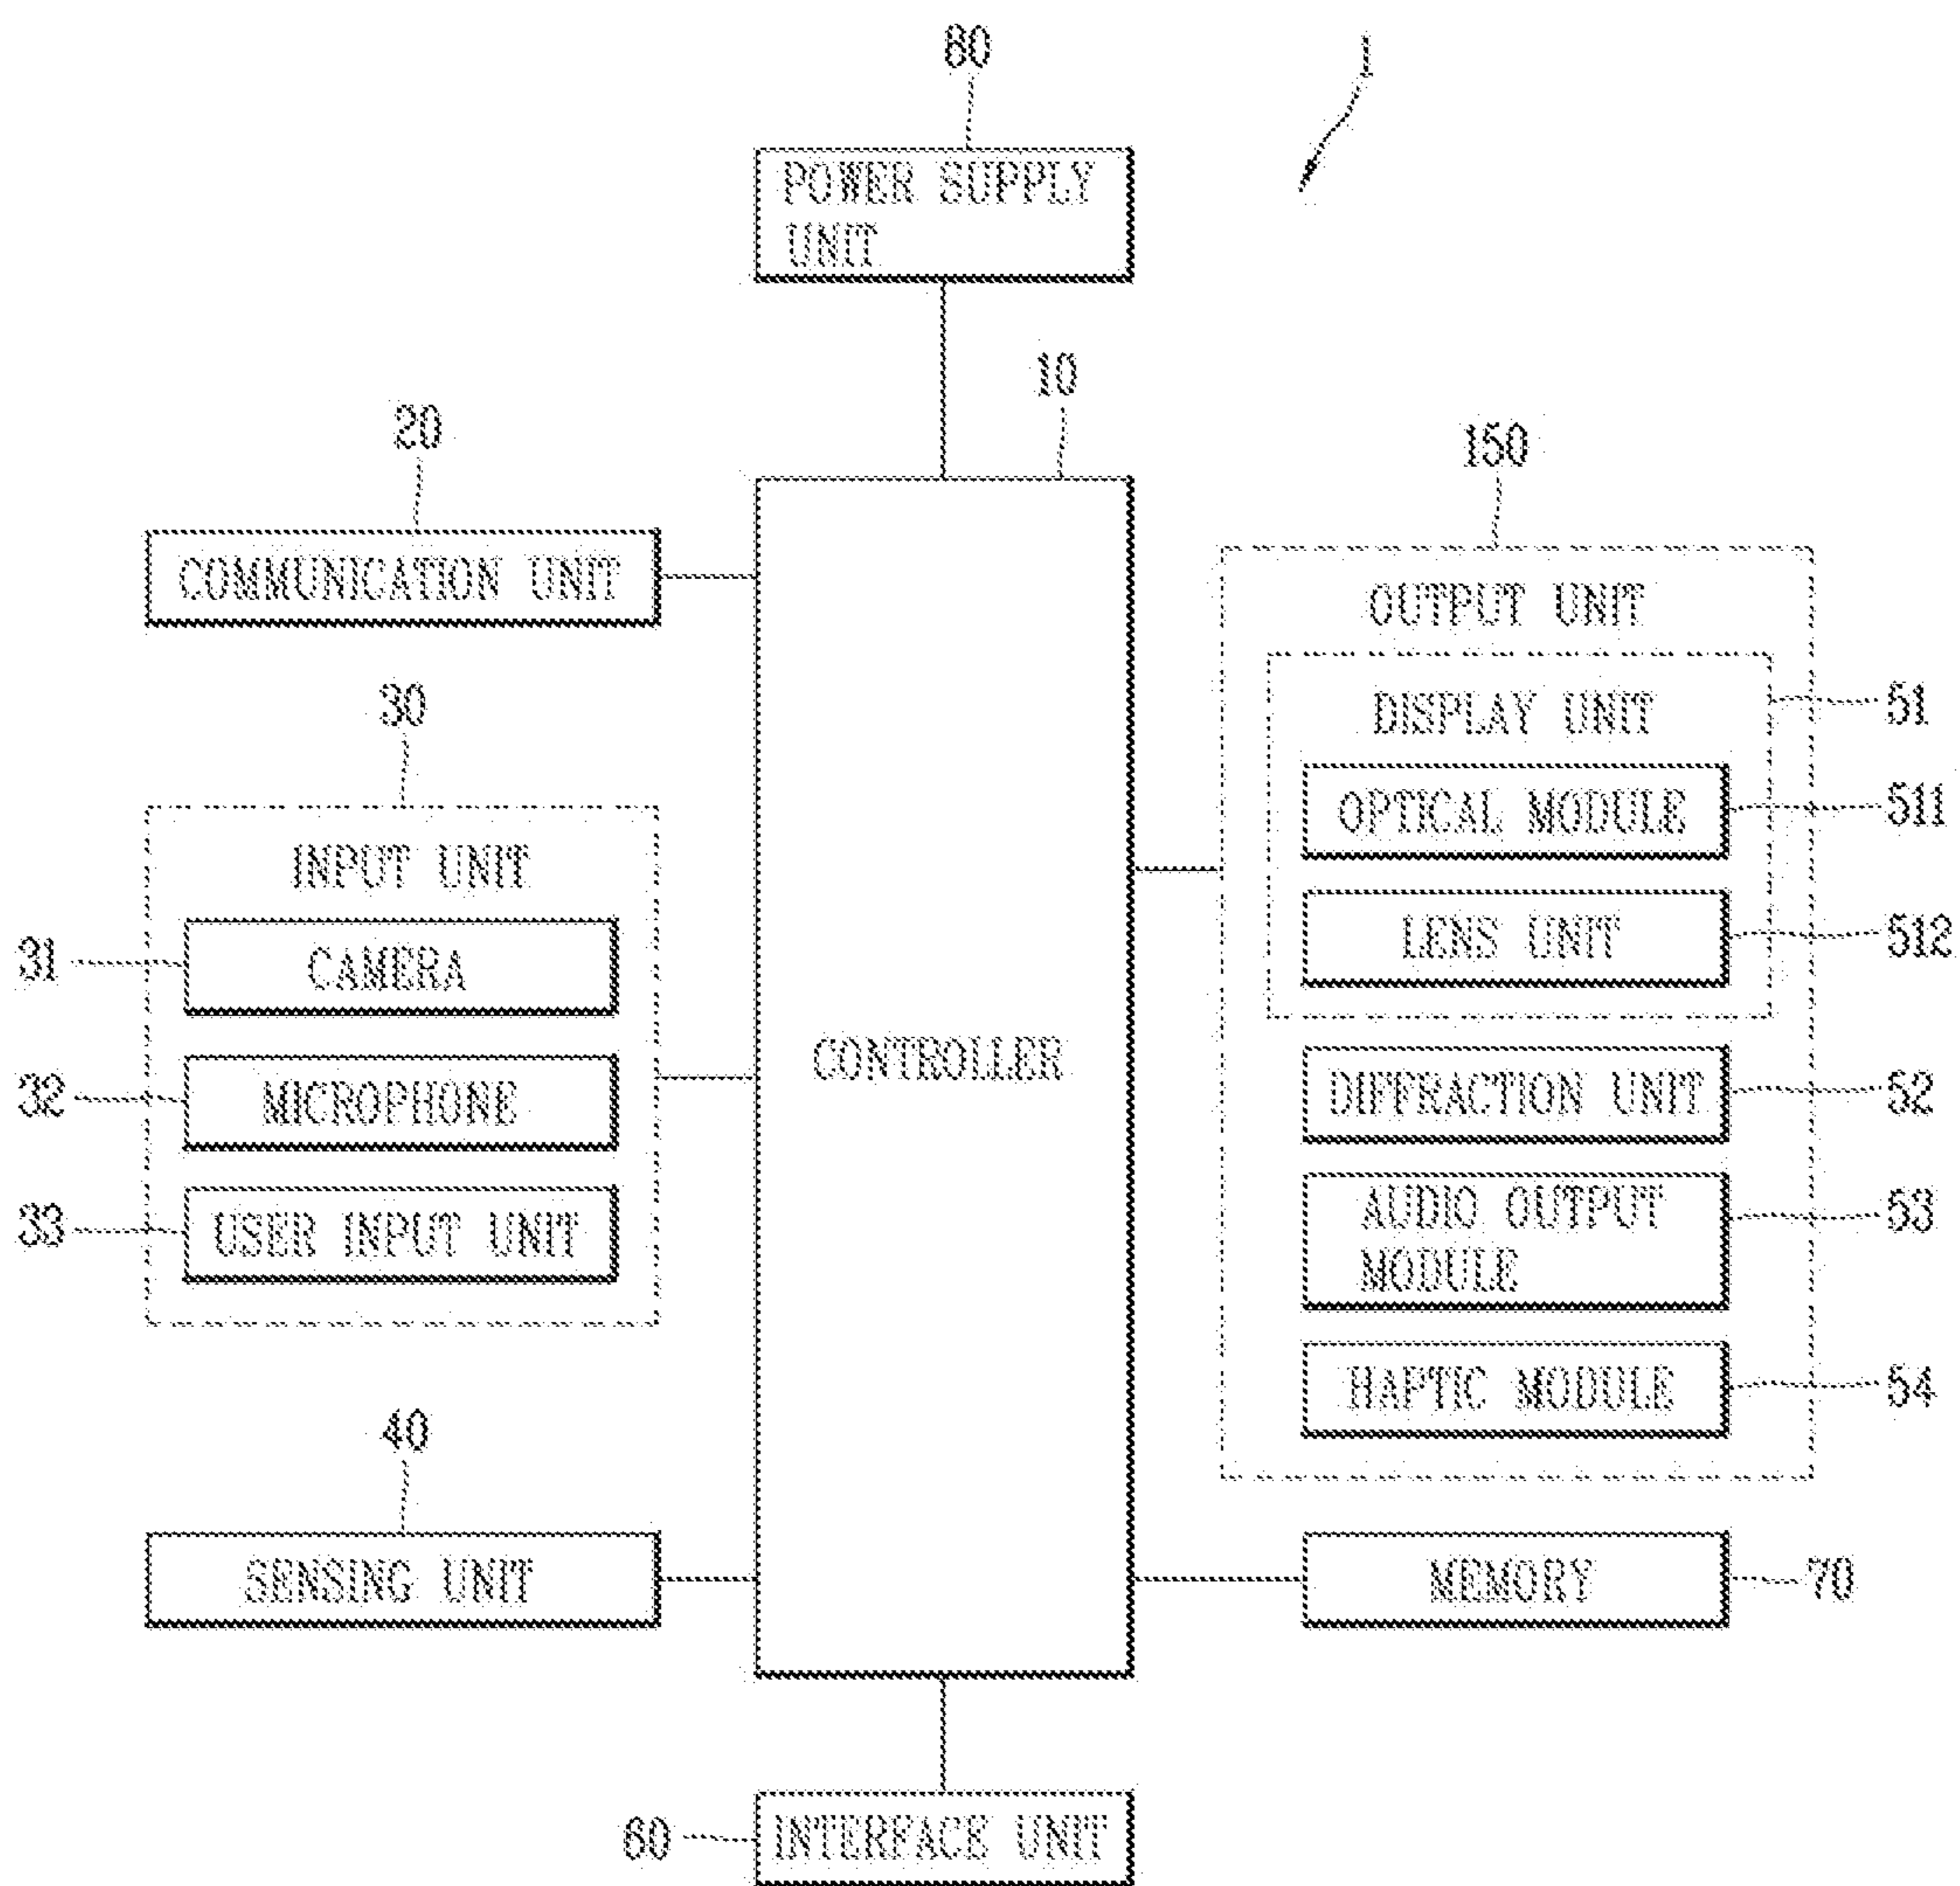 80
1
POWER SUPPLY
UNIT
10
20
150
COMMUNICATION UNIT
OUTPUT UNIT
30
DISPLAY UNIT
51
OPTICAL MODULE
511
INPUT UNIT
LENS UNIT
512
31
CAMERA
CONTROLLER
32
MICROPHONE
DIFFRACTION UNIT
52
33
USER INPUT UNIT
AUDIO OUTPUT
MODULE
53
HAPTIC MODULE
54
40
SENSING UNIT
MEMORY
70
60
INTERFACE UNIT